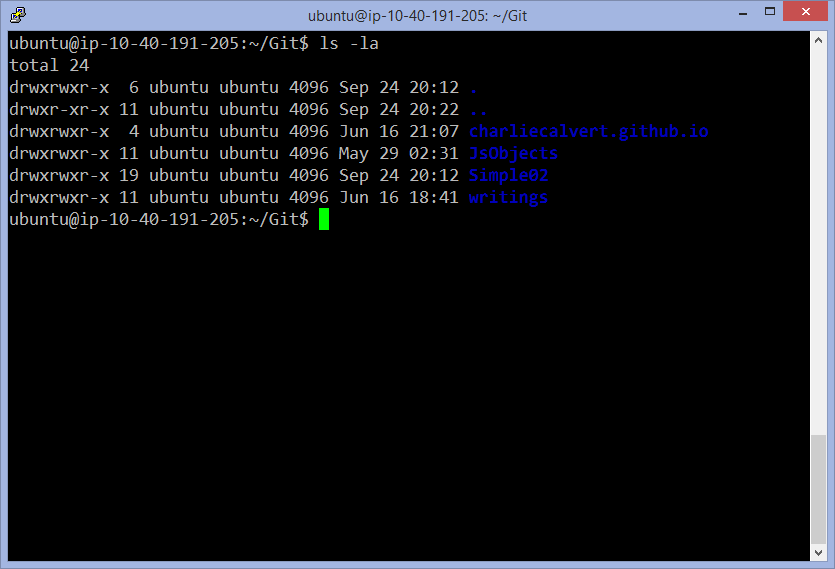 ubuntu@ip-10-40-191-205: ~/Git
ubuntu@ip-10-40-191-205:~/Git$ ls -la
total 24
drwxrwxr-x  6 ubuntu ubuntu 4096 Sep 24 20:12 .
drwxr-xr-x 11 ubuntu ubuntu 4096 Sep 24 20:22 ..
drwxrwxr-x  4 ubuntu ubuntu 4096 Jun 16 21:07 charliecalvert.github.io
drwxrwxr-x 11 ubuntu ubuntu 4096 May 29 02:31 JsObjects
drwxrwxr-x 19 ubuntu ubuntu 4096 Sep 24 20:12 Simple02
drwxrwxr-x 11 ubuntu ubuntu 4096 Jun 16 18:41 writings
ubuntu@ip-10-40-191-205:~/Git$